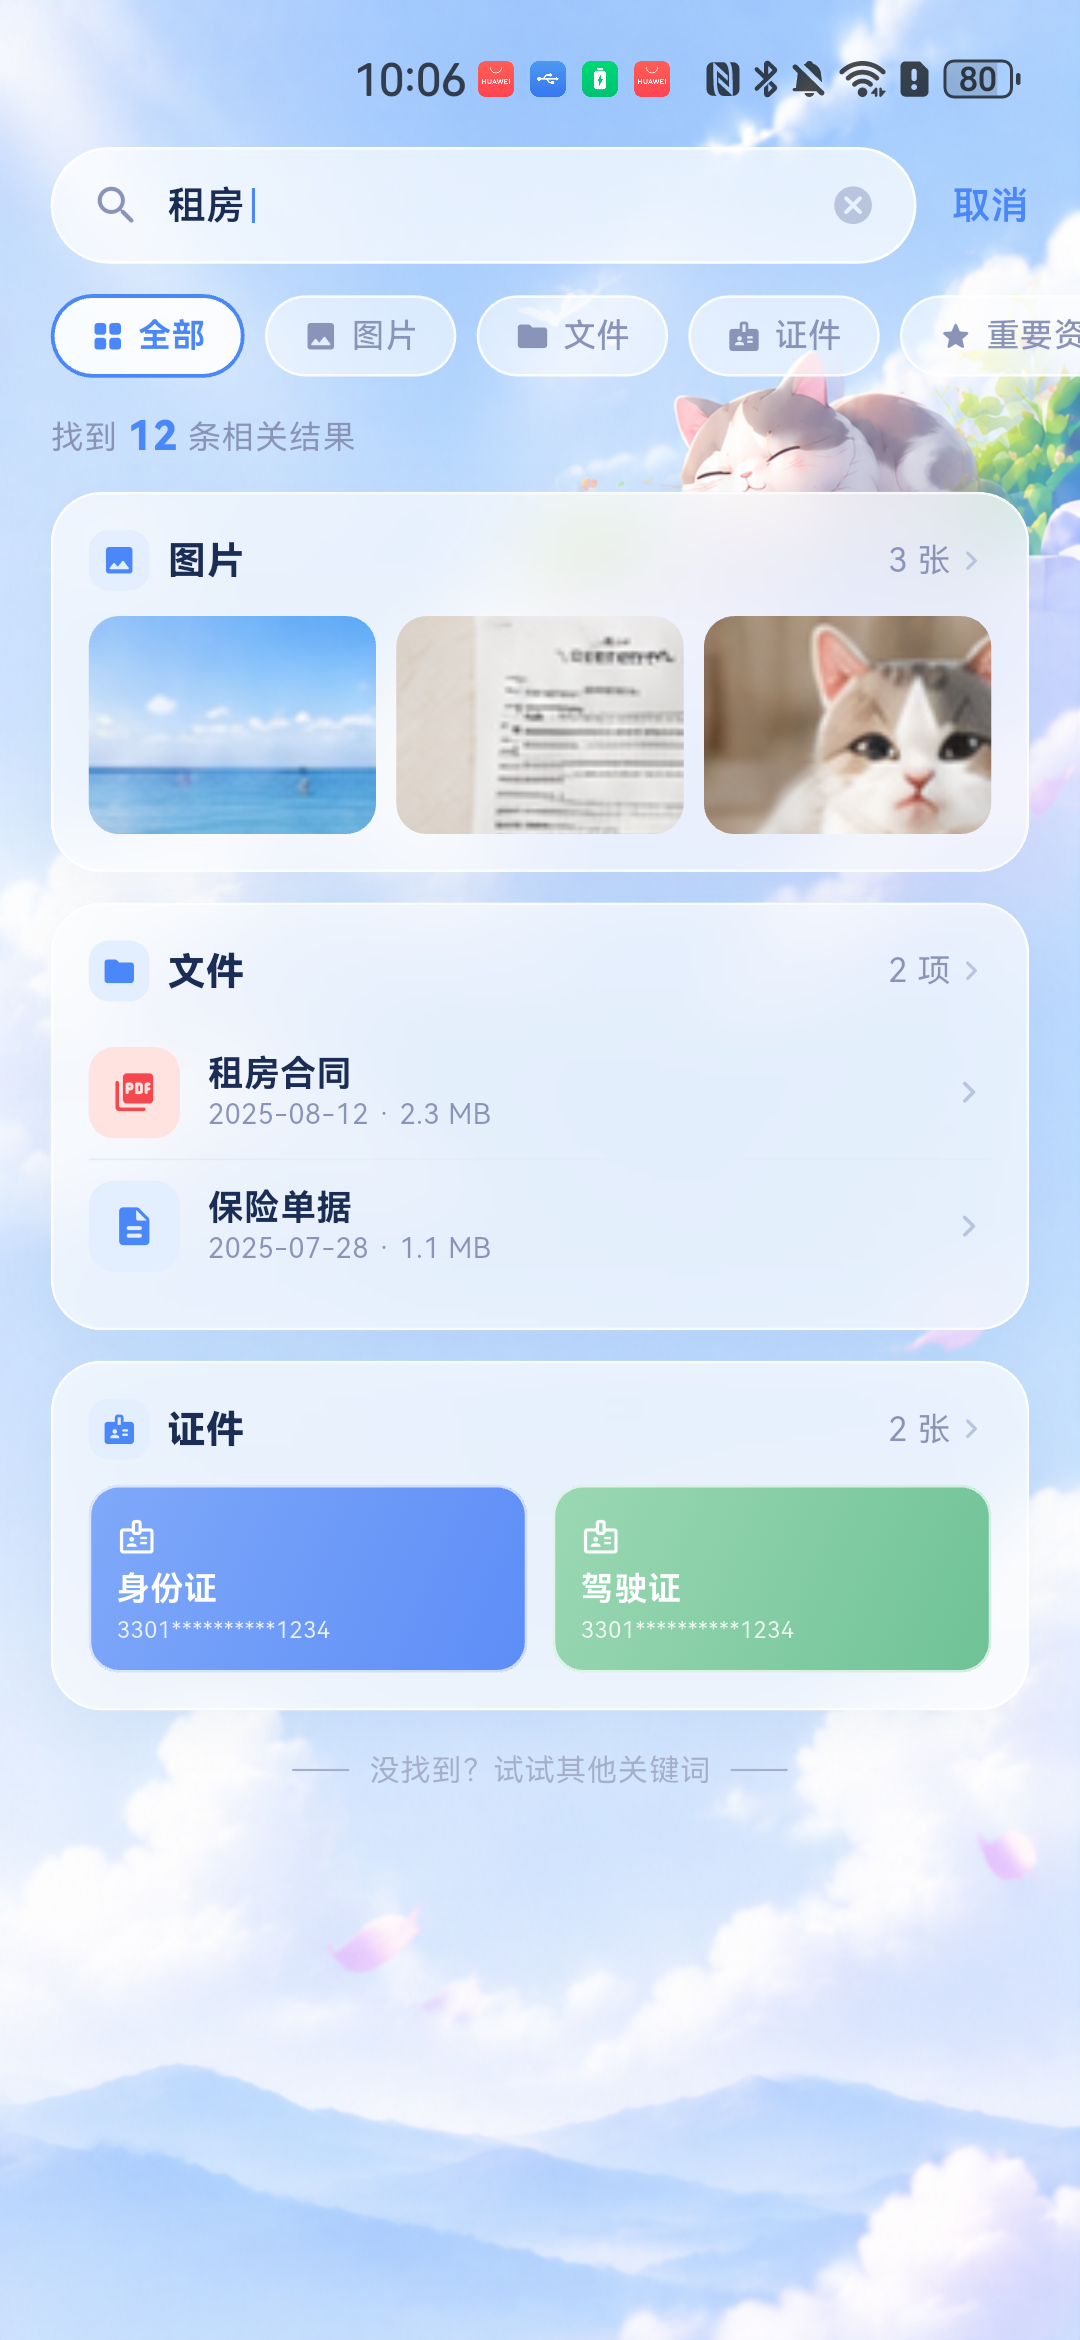 10:06 HUAWEI HUAWEI 80
租房 取消
全部 图片 文件 证件 重要资
找到 12 条相关结果
图片 3 张
文件 2 项
PDF 租房合同
2025-08-12 · 2.3 MB
保险单据
2025-07-28 · 1.1 MB
证件 2 张
身份证 驾驶证
3301**********1234 3301**********1234
没找到？试试其他关键词